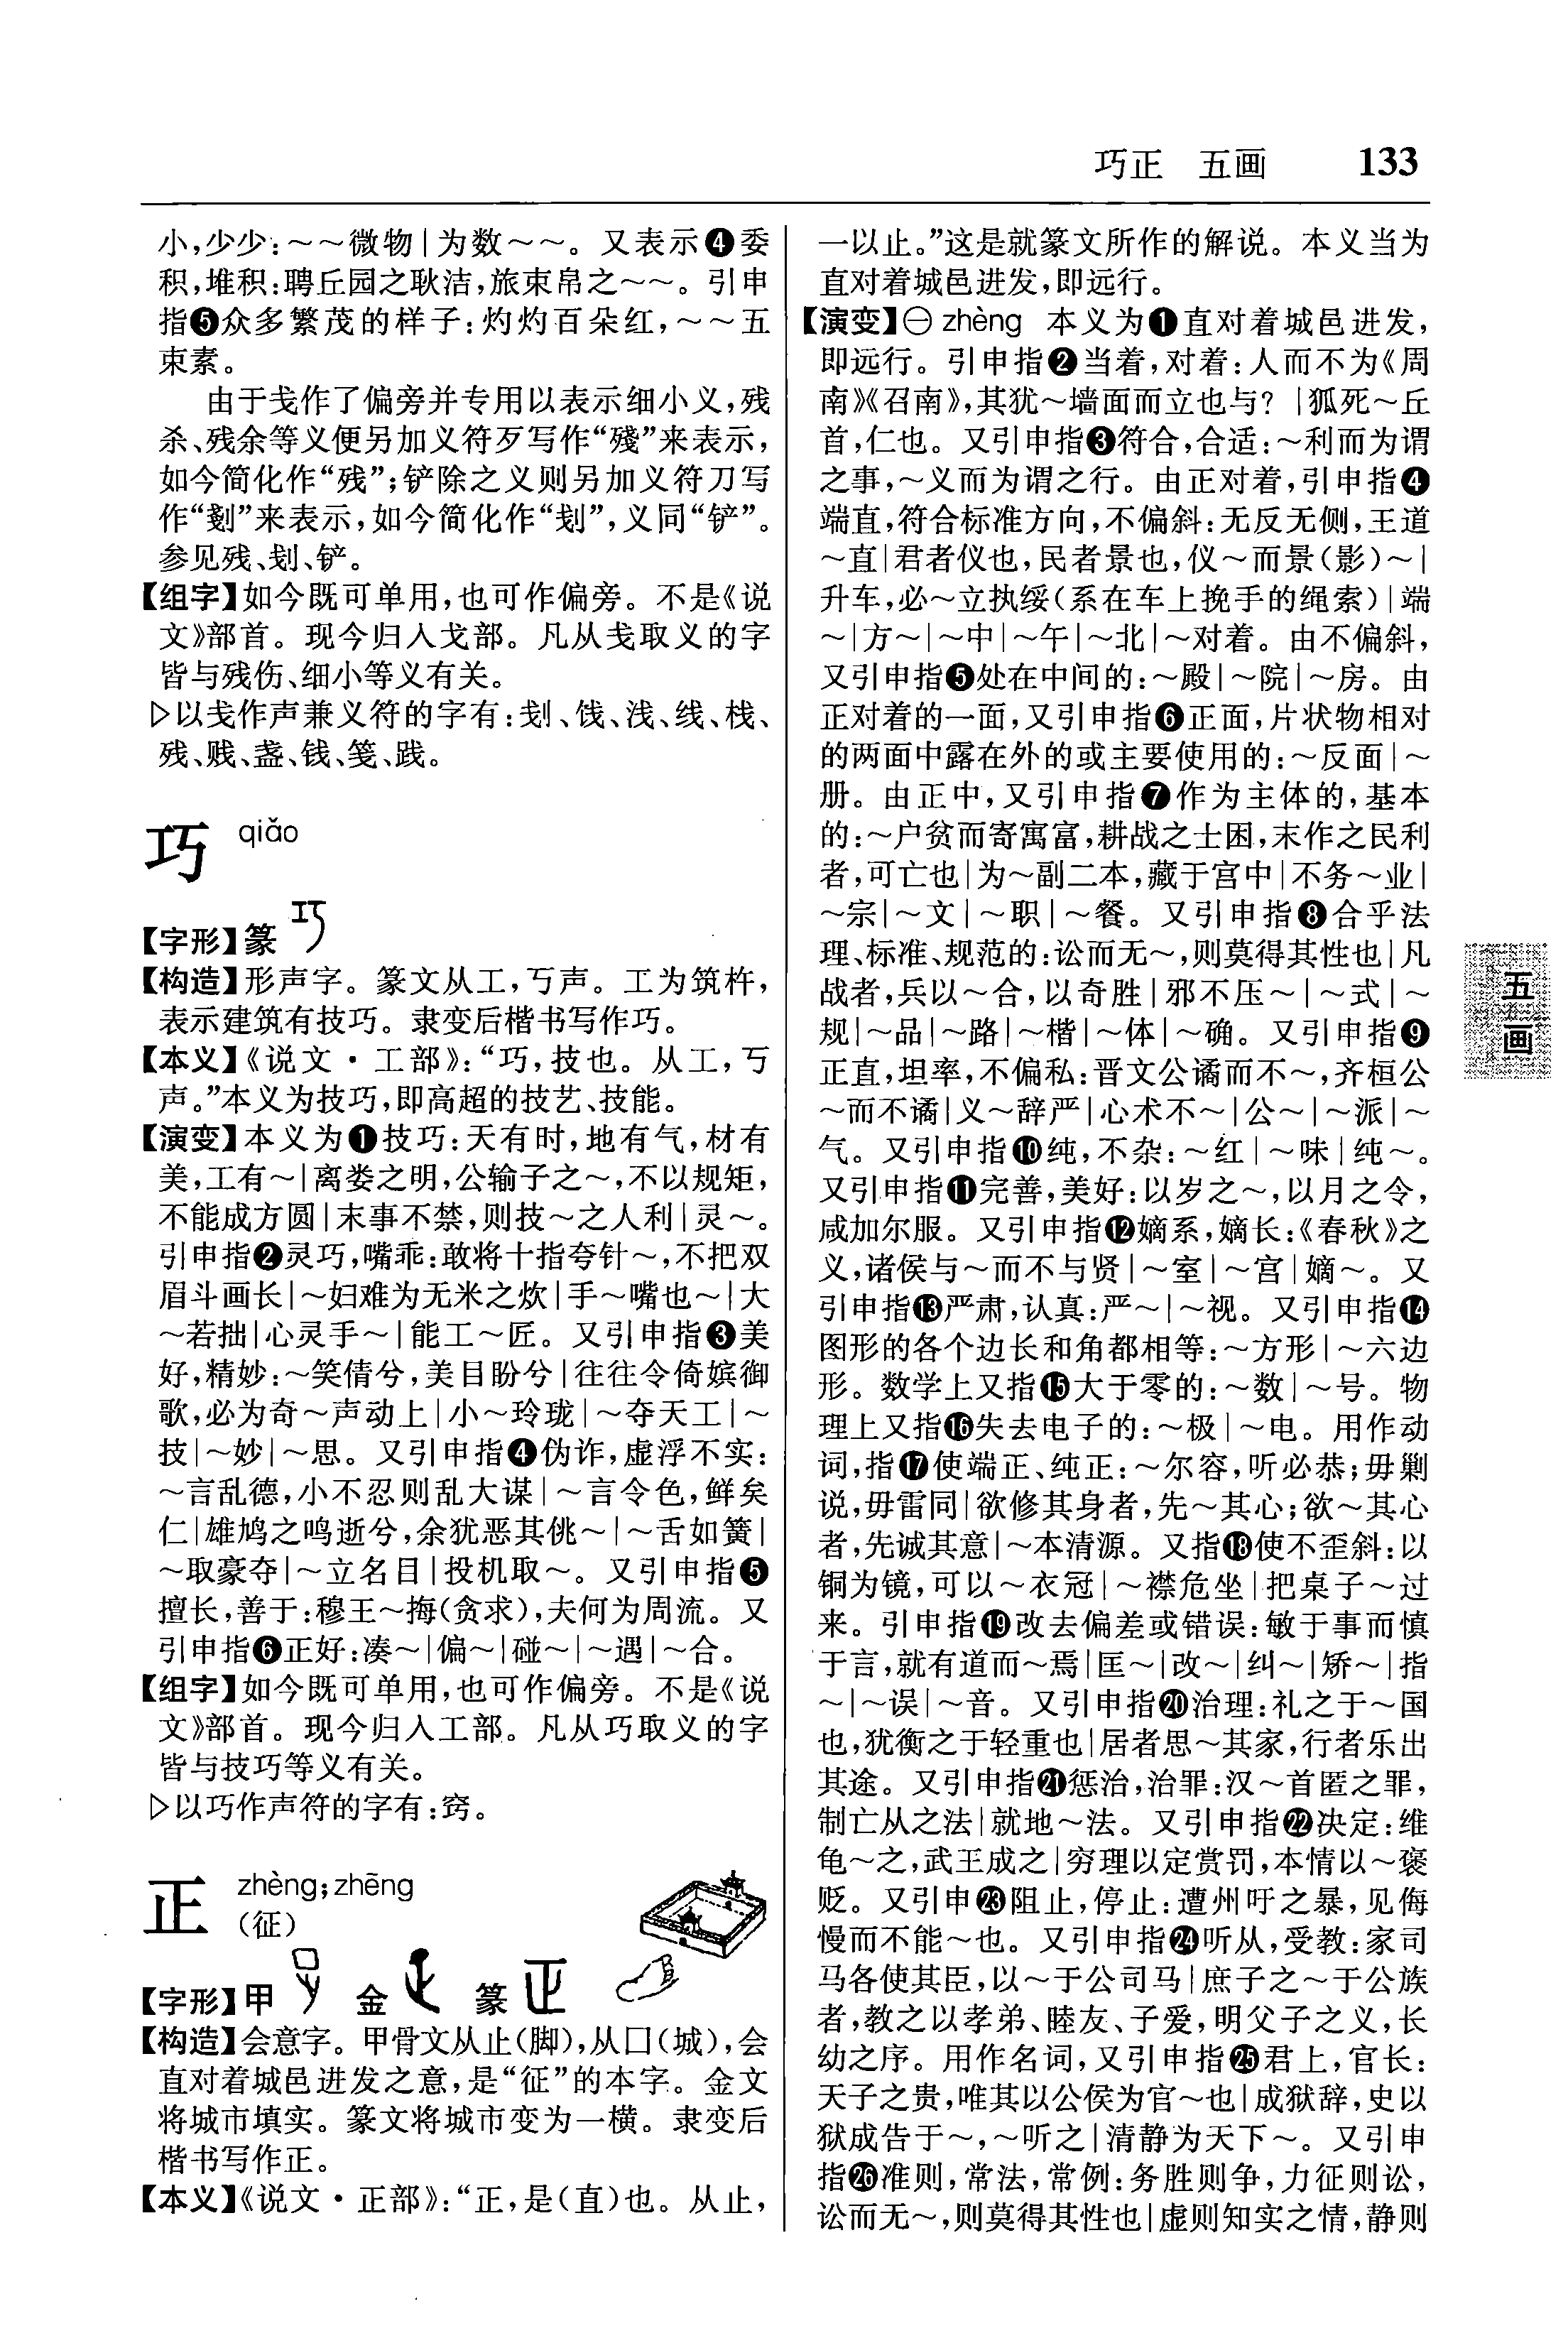 巧正　五画　133
小,少少:～～微物|为数～～。又表示❹委
积,堆积:聘丘园之耿洁,旅束帛之～～。引申
指❺众多繁茂的样子:灼灼百朵红,～～五
束素。
由于戋作了偏旁并专用以表示细小义,残
杀、残余等义便另加义符歹写作“殘”来表示,
如今简化作“残”;铲除之义则另加义符刀写
作“剗”来表示,如今简化作“刬”,义同“铲”。
参见残、刬、铲。
【组字】如今既可单用,也可作偏旁。不是《说
文》部首。现今归入戈部。凡从戋取义的字
皆与残伤、细小等义有关。
▷以戋作声兼义符的字有:刬、饯、浅、线、栈、
残、贱、盏、钱、笺、践。
巧 qiǎo
【字形】篆
【构造】形声字。篆文从工,丂声。工为筑杵,
表示建筑有技巧。隶变后楷书写作巧。
【本义】《说文·工部》:“巧,技也。从工,丂
声。”本义为技巧,即高超的技艺、技能。
【演变】本义为❶技巧:天有时,地有气,材有
美,工有～|离娄之明,公输子之～,不以规矩,
不能成方圆|末事不禁,则技～之人利|灵～。
引申指❷灵巧,嘴乖:敢将十指夸针～,不把双
眉斗画长|～妇难为无米之炊|手～嘴也～|大
～若拙|心灵手～|能工～匠。又引申指❸美
好,精妙:～笑倩兮,美目盼兮|往往令倚嫔御
歌,必为奇～声动上|小～玲珑|～夺天工|～
技|～妙|～思。又引申指❹伪诈,虚浮不实:
～言乱德,小不忍则乱大谋|～言令色,鲜矣
仁|雄鸠之鸣逝兮,余犹恶其佻～|～舌如簧|
～取豪夺|～立名目|投机取～。又引申指❺
擅长,善于:穆王～挴(贪求),夫何为周流。又
引申指❻正好:凑～|偏～|碰～|～遇|～合。
【组字】如今既可单用,也可作偏旁。不是《说
文》部首。现今归入工部。凡从巧取义的字
皆与技巧等义有关。
▷以巧作声符的字有:窍。
正 zhèng;zhēng
(征)
【字形】甲　金　篆
【构造】会意字。甲骨文从止(脚),从口(城),会
直对着城邑进发之意,是“征”的本字。金文
将城市填实。篆文将城市变为一横。隶变后
楷书写作正。
【本义】《说文·正部》:“正,是(直)也。从止,
一以止。”这是就篆文所作的解说。本义当为
直对着城邑进发,即远行。
【演变】㊀ zhèng 本义为❶直对着城邑进发,
即远行。引申指❷当着,对着:人而不为《周
南》《召南》,其犹～墙面而立也与?|狐死～丘
首,仁也。又引申指❸符合,合适:～利而为谓
之事,～义而为谓之行。由正对着,引申指❹
端直,符合标准方向,不偏斜:无反无侧,王道
～直|君者仪也,民者景也,仪～而景(影)～|
升车,必～立执绥(系在车上挽手的绳索)|端
～|方～|～中|～午|～北|～对着。由不偏斜,
又引申指❺处在中间的:～殿|～院|～房。由
正对着的一面,又引申指❻正面,片状物相对
的两面中露在外的或主要使用的:～反面|～
册。由正中,又引申指❼作为主体的,基本
的:～户贫而寄寓富,耕战之士困,末作之民利
者,可亡也|为～副二本,藏于宫中|不务～业|
～宗|～文|～职|～餐。又引申指❽合乎法
理、标准、规范的:讼而无～,则莫得其性也|凡
战者,兵以～合,以奇胜|邪不压～|～式|～
规|～品|～路|～楷|～体|～确。又引申指❾
正直,坦率,不偏私:晋文公谲而不～,齐桓公
～而不谲|义～辞严|心术不～|公～|～派|～
气。又引申指❿纯,不杂:～红|～味|纯～。
又引申指⓫完善,美好:以岁之～,以月之令,
咸加尔服。又引申指⓬嫡系,嫡长:《春秋》之
义,诸侯与～而不与贤|～室|～宫|嫡～。又
引申指⓭严肃,认真:严～|～视。又引申指⓮
图形的各个边长和角都相等:～方形|～六边
形。数学上又指⓯大于零的:～数|～号。物
理上又指⓰失去电子的:～极|～电。用作动
词,指⓱使端正、纯正:～尔容,听必恭;毋剿
说,毋雷同|欲修其身者,先～其心;欲～其心
者,先诚其意|～本清源。又指⓲使不歪斜:以
铜为镜,可以～衣冠|～襟危坐|把桌子～过
来。引申指⓳改去偏差或错误:敏于事而慎
于言,就有道而～焉|匡～|改～|纠～|矫～|指
～|～误|～音。又引申指⓴治理:礼之于～国
也,犹衡之于轻重也|居者思～其家,行者乐出
其途。又引申指㉑惩治,治罪:汉～首匿之罪,
制亡从之法|就地～法。又引申指㉒决定:维
龟～之,武王成之|穷理以定赏罚,本情以～褒
贬。又引申㉓阻止,停止:遭州吁之暴,见侮
慢而不能～也。又引申指㉔听从,受教:家司
马各使其臣,以～于公司马|庶子之～于公族
者,教之以孝弟、睦友、子爱,明父子之义,长
幼之序。用作名词,又引申指㉕君上,官长:
天子之贵,唯其以公侯为官～也|成狱辞,史以
狱成告于～,～听之|清静为天下～。又引申
指㉖准则,常法,常例:务胜则争,力征则讼,
讼而无～,则莫得其性也|虚则知实之情,静则
五画